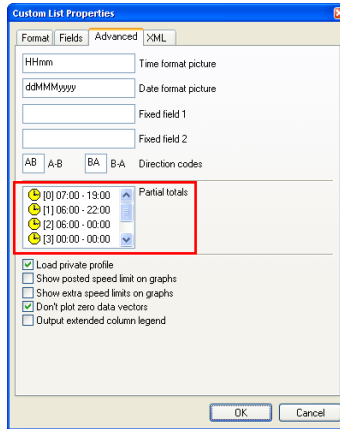 Custom List Properties
Format Fields Advanced XML
HHmm Time format picture
ddMMMyyyy Date format picture
Fixed field 1
Fixed field 2
AB A-B BA B-A Direction codes
[0] 07:00 - 19:00 Partial totals
[1] 06:00 - 22:00
[2] 06:00 - 00:00
[3] 00:00 - 00:00
Load private profile
Show posted speed limit on graphs
Show extra speed limits on graphs
Don't plot zero data vectors
Output extended column legend
OK Cancel